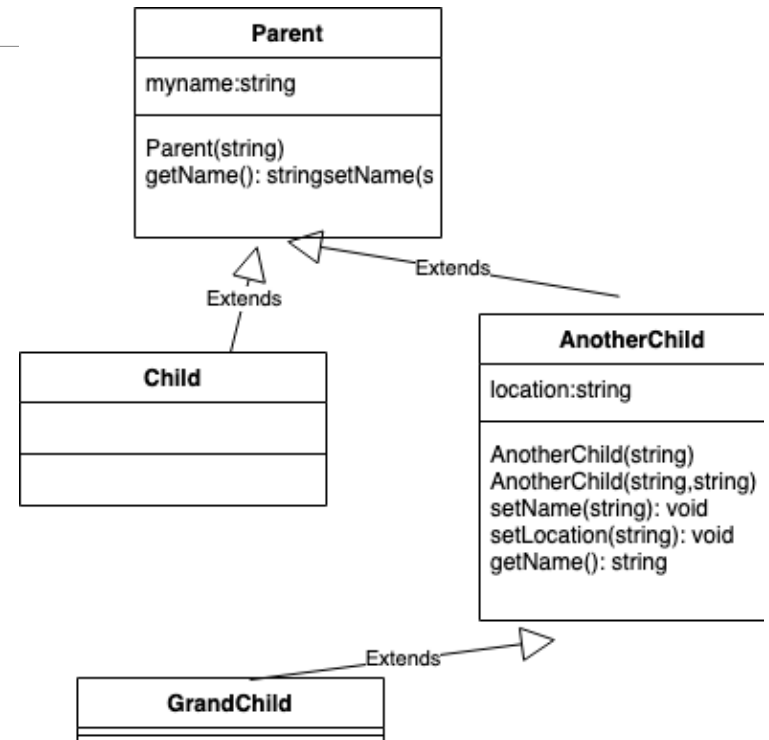 Parent
myname:string
Parent(string)
getName(): stringsetName(s
Extends
Extends
Child
AnotherChild
location:string
AnotherChild(string)
AnotherChild(string,string)
setName(string): void
setLocation(string): void
getName(): string
Extends
GrandChild